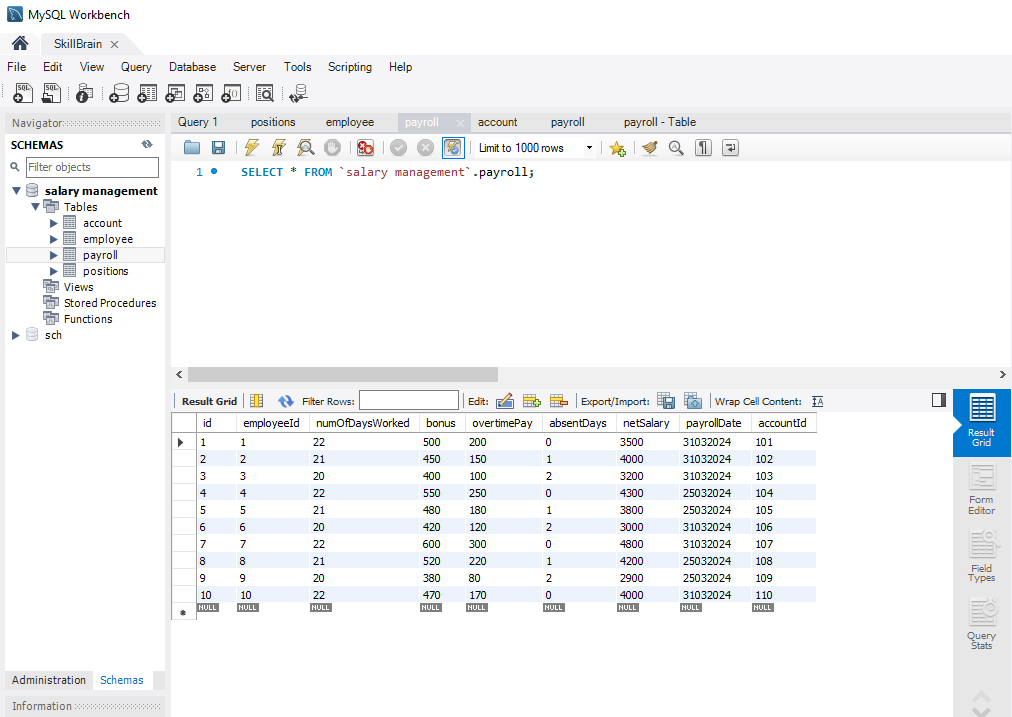 MySQL Workbench
SkillBrain
File Edit View Query Database Server Tools Scripting Help
Navigator
SCHEMAS
Filter objects
salary management
Tables
account
employee
payroll
positions
Views
Stored Procedures
Functions
sch
Administration Schemas
Information
Query 1 positions employee payroll account payroll payroll - Table
Limit to 1000 rows
1 SELECT * FROM `salary management`.payroll;
Result Grid Filter Rows: Edit: Export/Import: Wrap Cell Content:
id employeeId numOfDaysWorked bonus overtimePay absentDays netSalary payrollDate accountId
1 1 22 500 200 0 3500 31032024 101
2 2 21 450 150 1 4000 31032024 102
3 3 20 400 100 2 3200 31032024 103
4 4 22 550 250 0 4300 25032024 104
5 5 21 480 180 1 3800 25032024 105
6 6 20 420 120 2 3000 31032024 106
7 7 22 600 300 0 4800 31032024 107
8 8 21 520 220 1 4200 25032024 108
9 9 20 380 80 2 2900 25032024 109
10 10 22 470 170 0 4000 31032024 110
NULL NULL NULL NULL NULL NULL NULL NULL NULL
Result
Grid
Form
Editor
Field
Types
Query
Stats